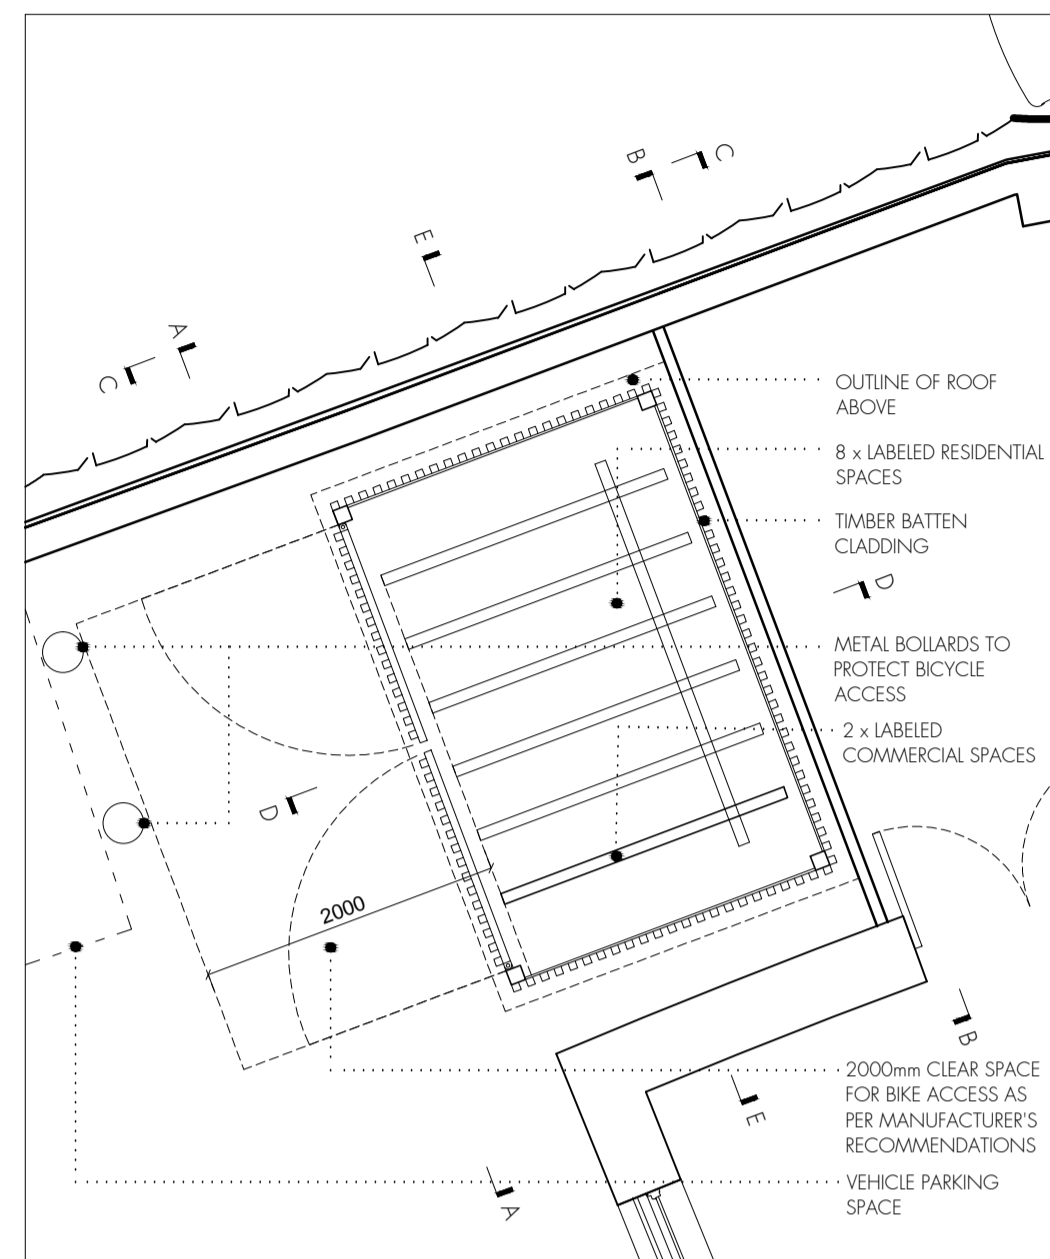 C
B
E
A
C
OUTLINE OF ROOF
ABOVE
8 x LABELED RESIDENTIAL
SPACES
TIMBER BATTEN
CLADDING
D
METAL BOLLARDS TO
PROTECT BICYCLE
ACCESS
2 x LABELED
COMMERCIAL SPACES
D
2000
B
2000mm CLEAR SPACE
FOR BIKE ACCESS AS
PER MANUFACTURER'S
RECOMMENDATIONS
E
VEHICLE PARKING
SPACE
A